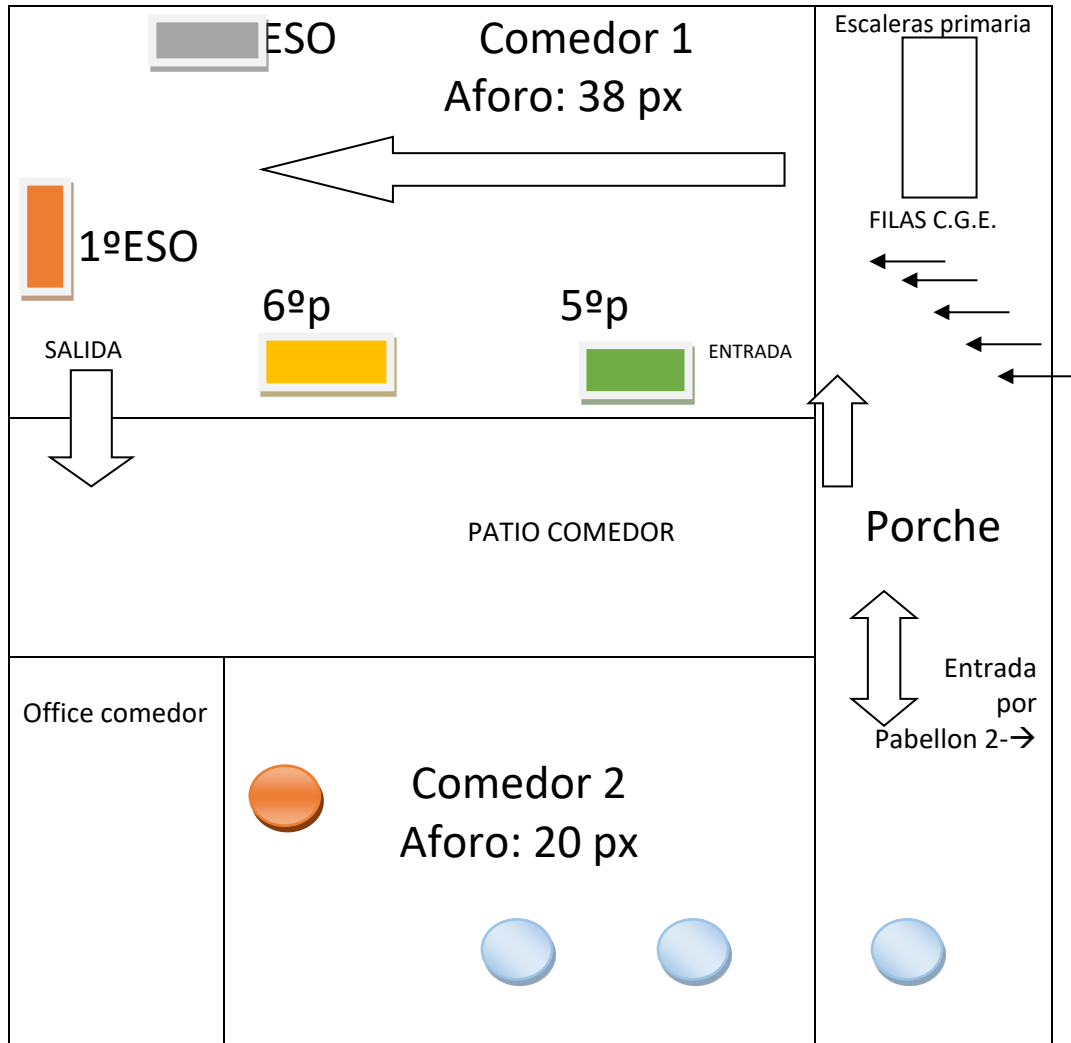 ESO
Comedor 1
Aforo: 38 px
Escaleras primaria
FILAS C.G.E.
1ºESO
6ºp
5ºp
SALIDA
ENTRADA
PATIO COMEDOR
Porche
Entrada
por
Pabellon 2-→
Office comedor
Comedor 2
Aforo: 20 px